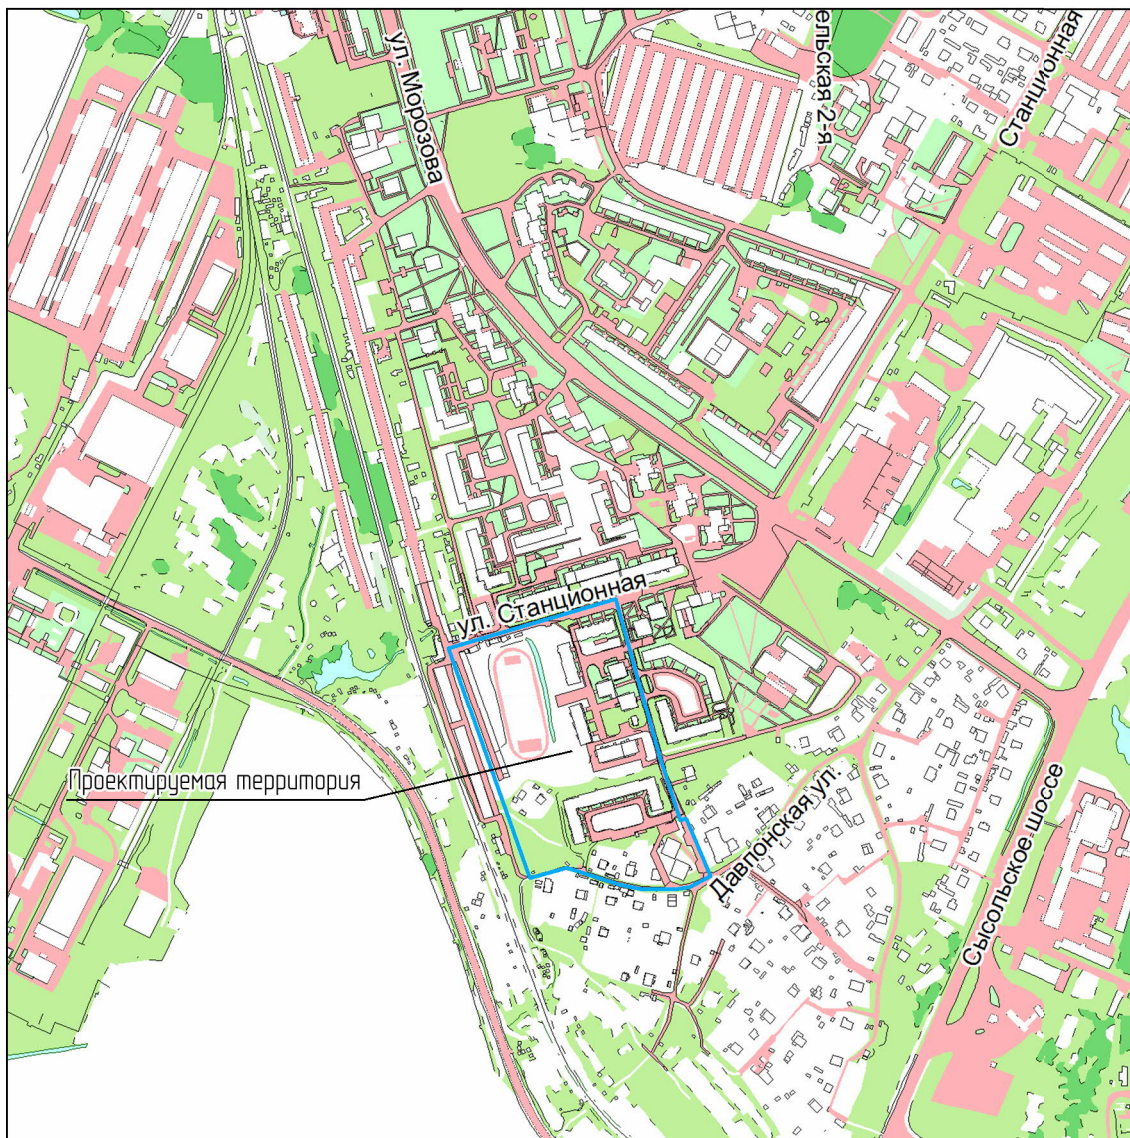 ул. Морозова
ельская 2-я
Станционная
ул. Станционная
Проектируемая территория
Давпонская ул.
Сысольское шоссе